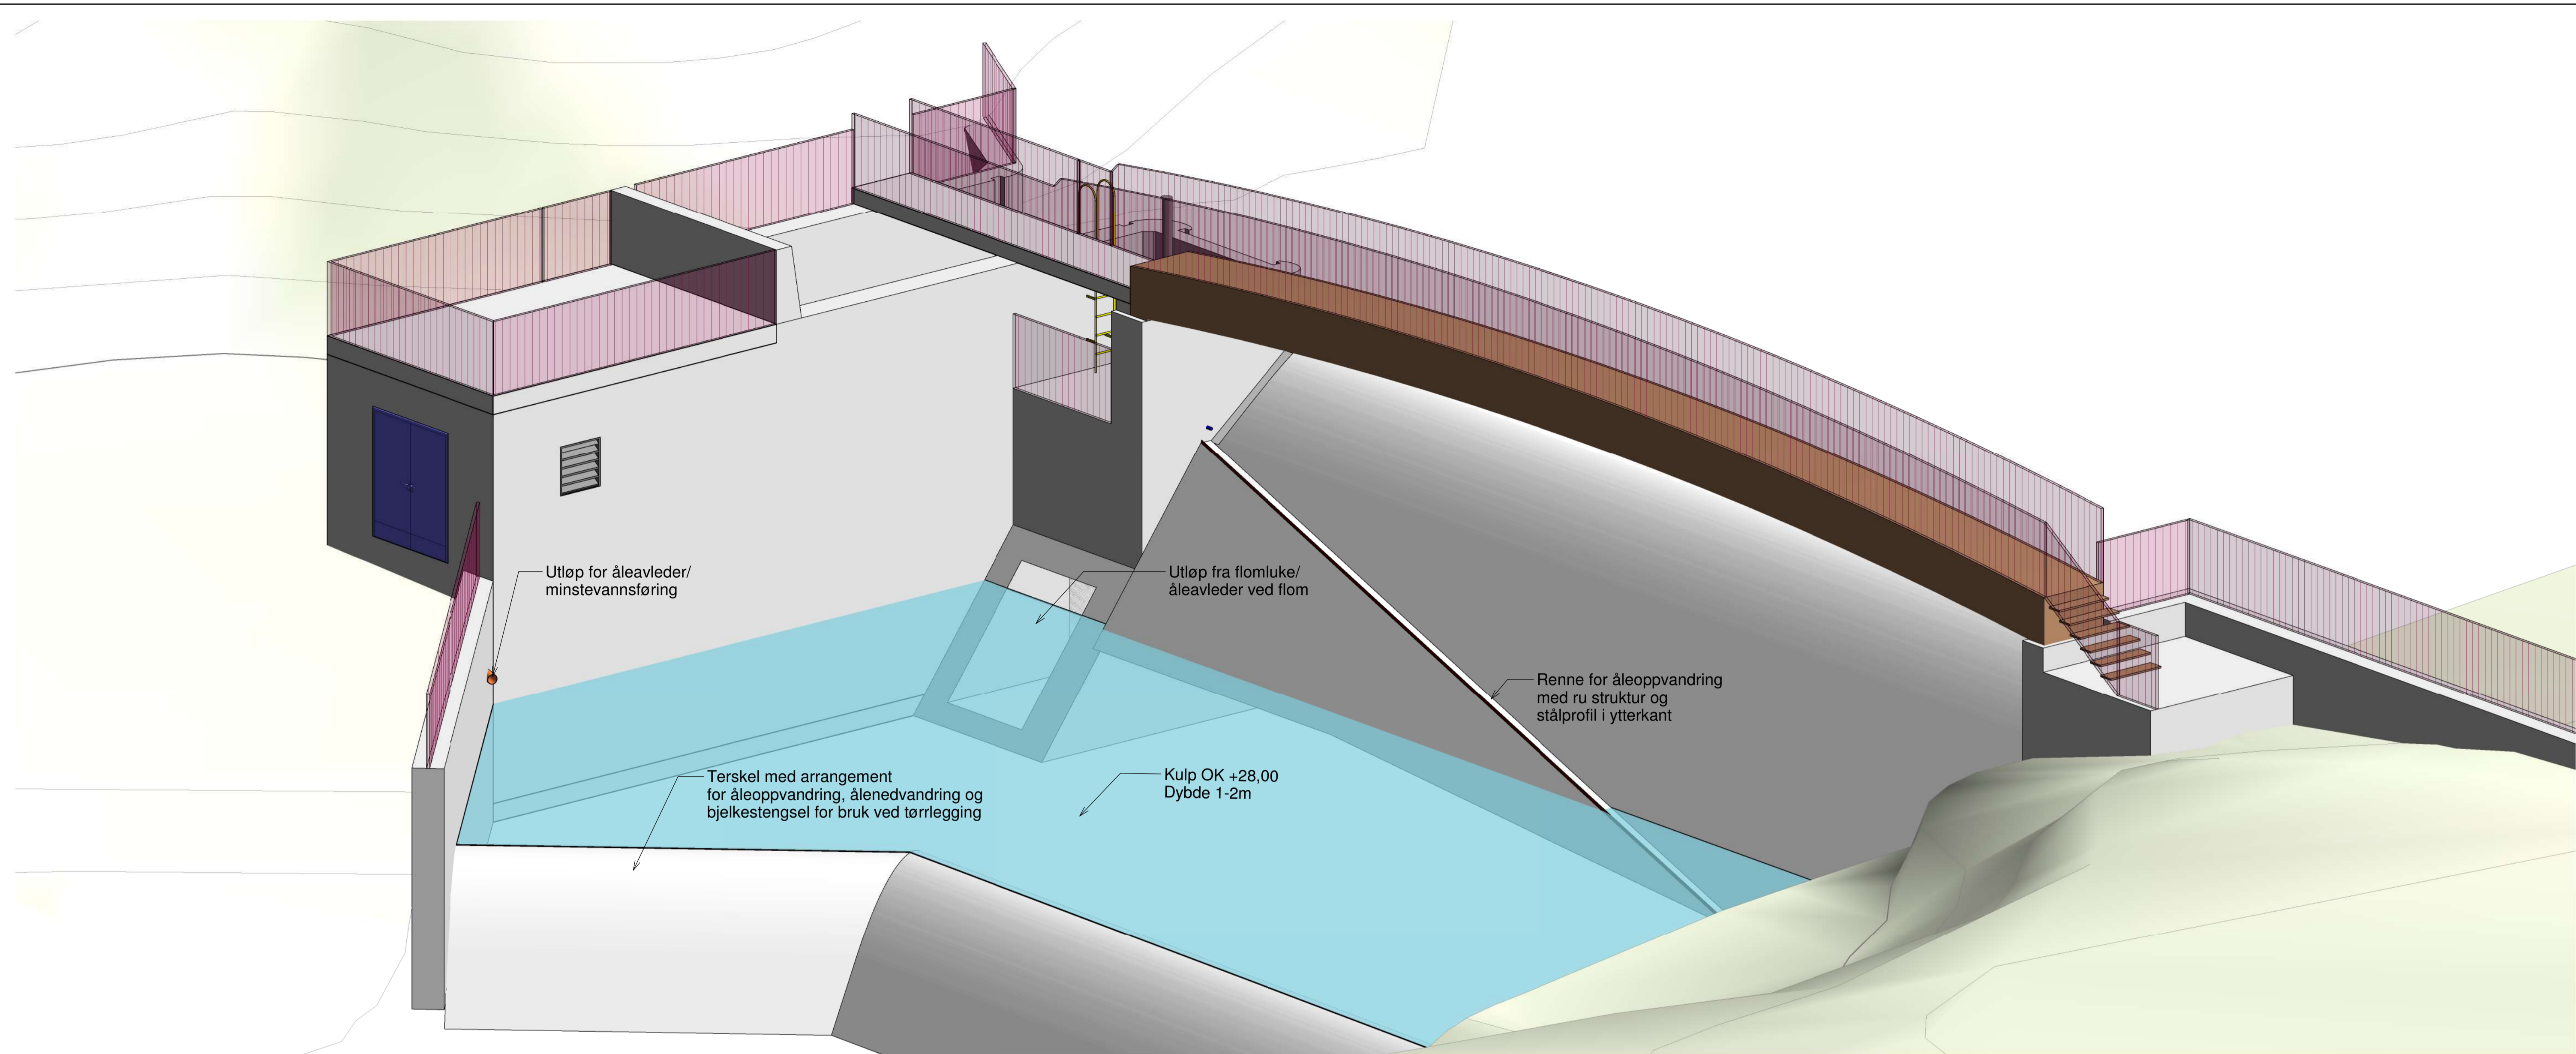 Utløp for åleavleder/
minstevannsføring
Utløp fra flomluke/
åleavleder ved flom
Renne for åleoppvandring
med ru struktur og
stålprofil i ytterkant
Terskel med arrangement
for åleoppvandring, ålenedvandring og
bjelkestengsel for bruk ved tørrlegging
Kulp OK +28,00
Dybde 1-2m